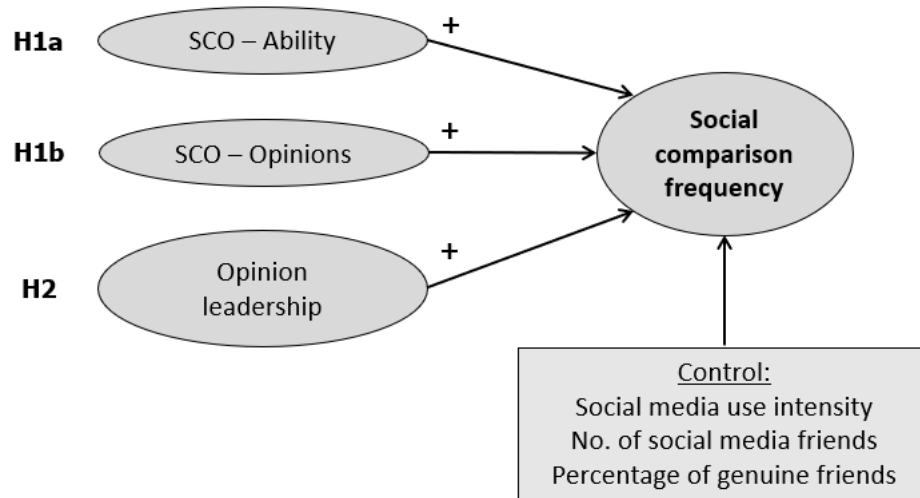 H1a
SCO – Ability
+
H1b
SCO – Opinions
+
Social
comparison
frequency
H2
Opinion
leadership
+
Control:
Social media use intensity
No. of social media friends
Percentage of genuine friends